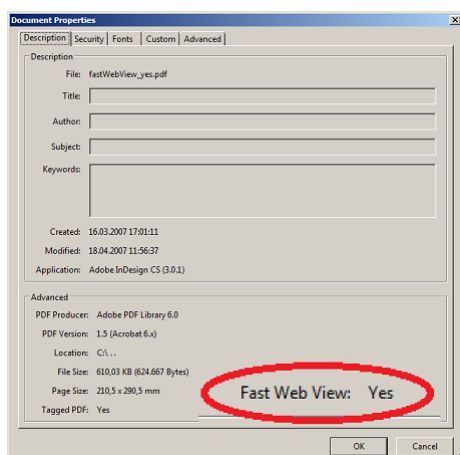 Document Properties
Description Security Fonts Custom Advanced
Description
File: fastWebView_yes.pdf
Title:
Author:
Subject:
Keywords:
Created: 16.03.2007 17:01:11
Modified: 18.04.2007 11:56:37
Application: Adobe InDesign CS (3.0.1)
Advanced
PDF Producer: Adobe PDF Library 6.0
PDF Version: 1.5 (Acrobat 6.x)
Location: C:\ ..
File Size: 610,03 KB (624.667 Bytes)
Page Size: 210,5 x 290,5 mm
Fast Web View: Yes
Tagged PDF: Yes
OK Cancel